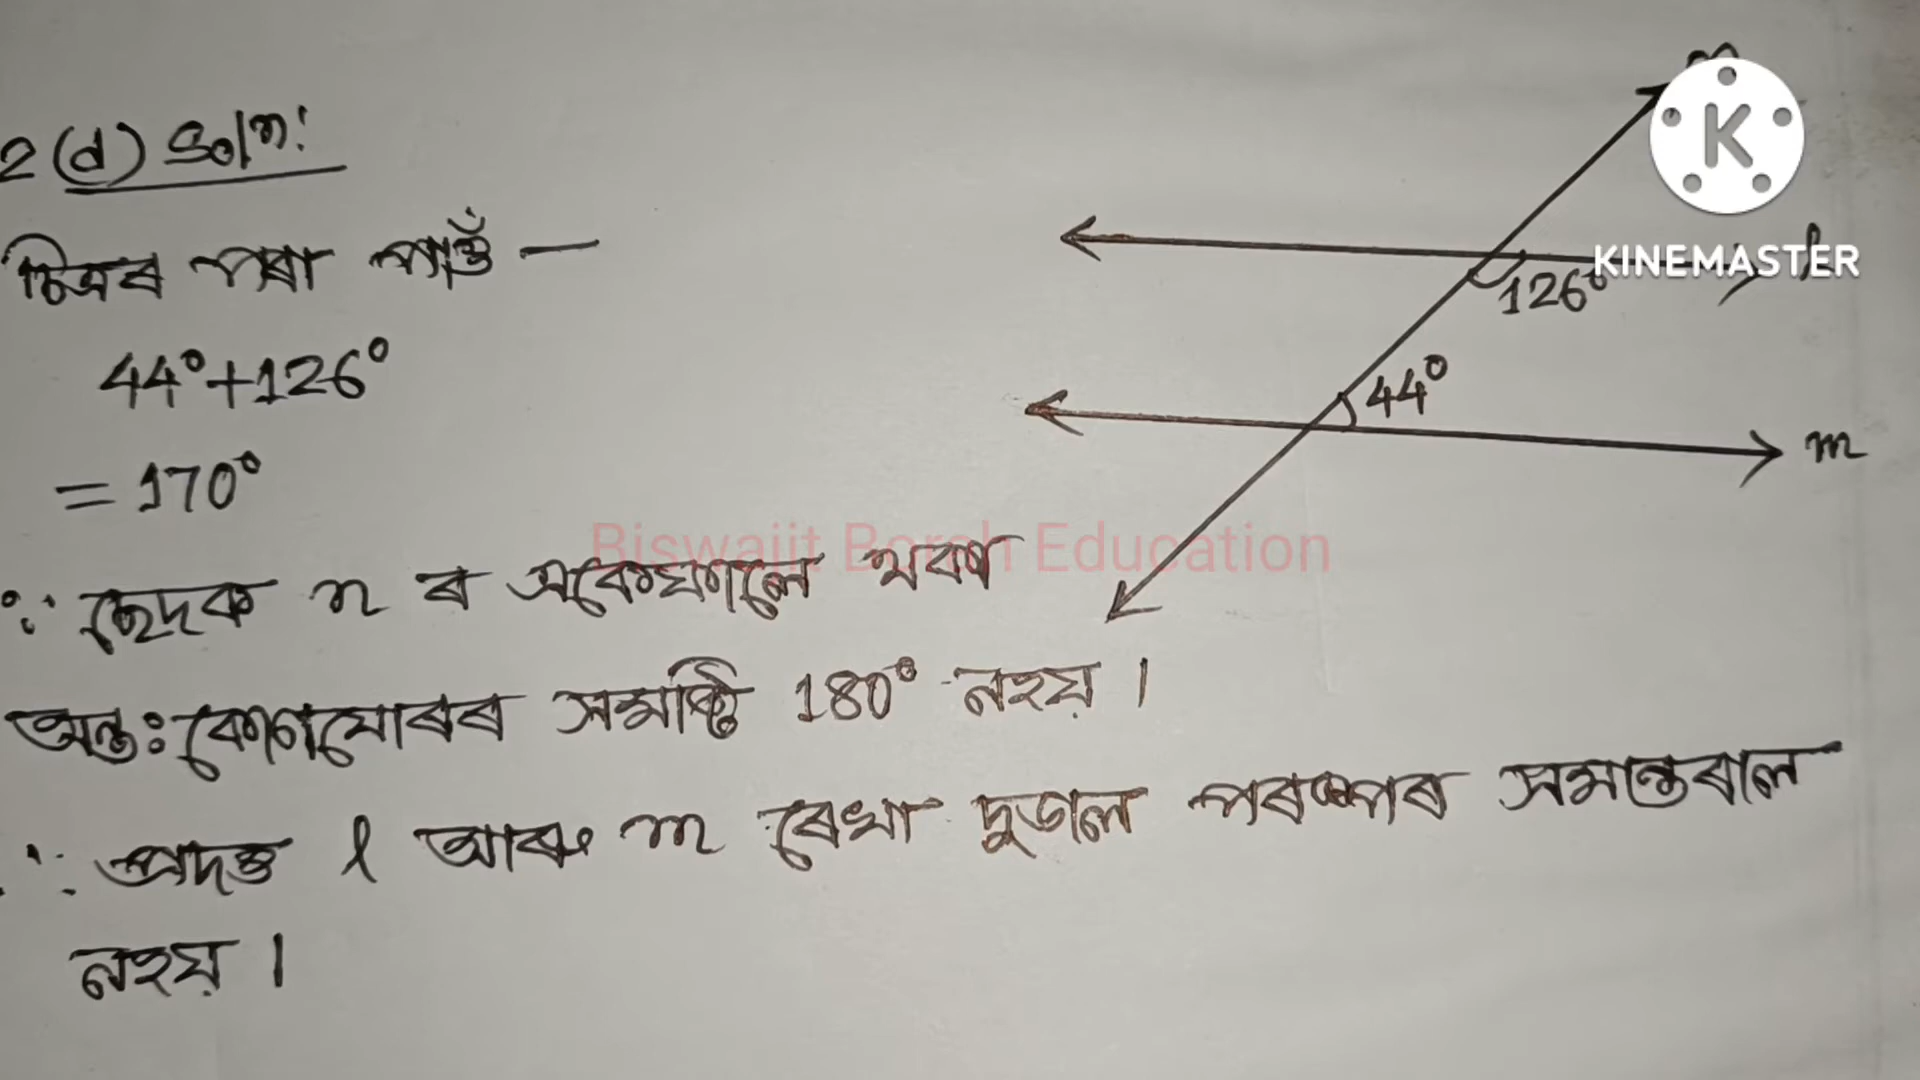 2 (d) Solⁿ:
চিত্ৰৰ পৰা পাওঁ —
44°+126°
= 170°
∵ ছেদক n ৰ একেফালে থকা
অন্তঃকোণযোৰৰ সমষ্টি 180° নহয় ।
∴ প্ৰদত্ত l আৰু m ৰেখা দুডাল পৰস্পৰ সমান্তৰাল
নহয় ।
126°
44°
m
K
KINEMASTER
Biswajit Borah Education